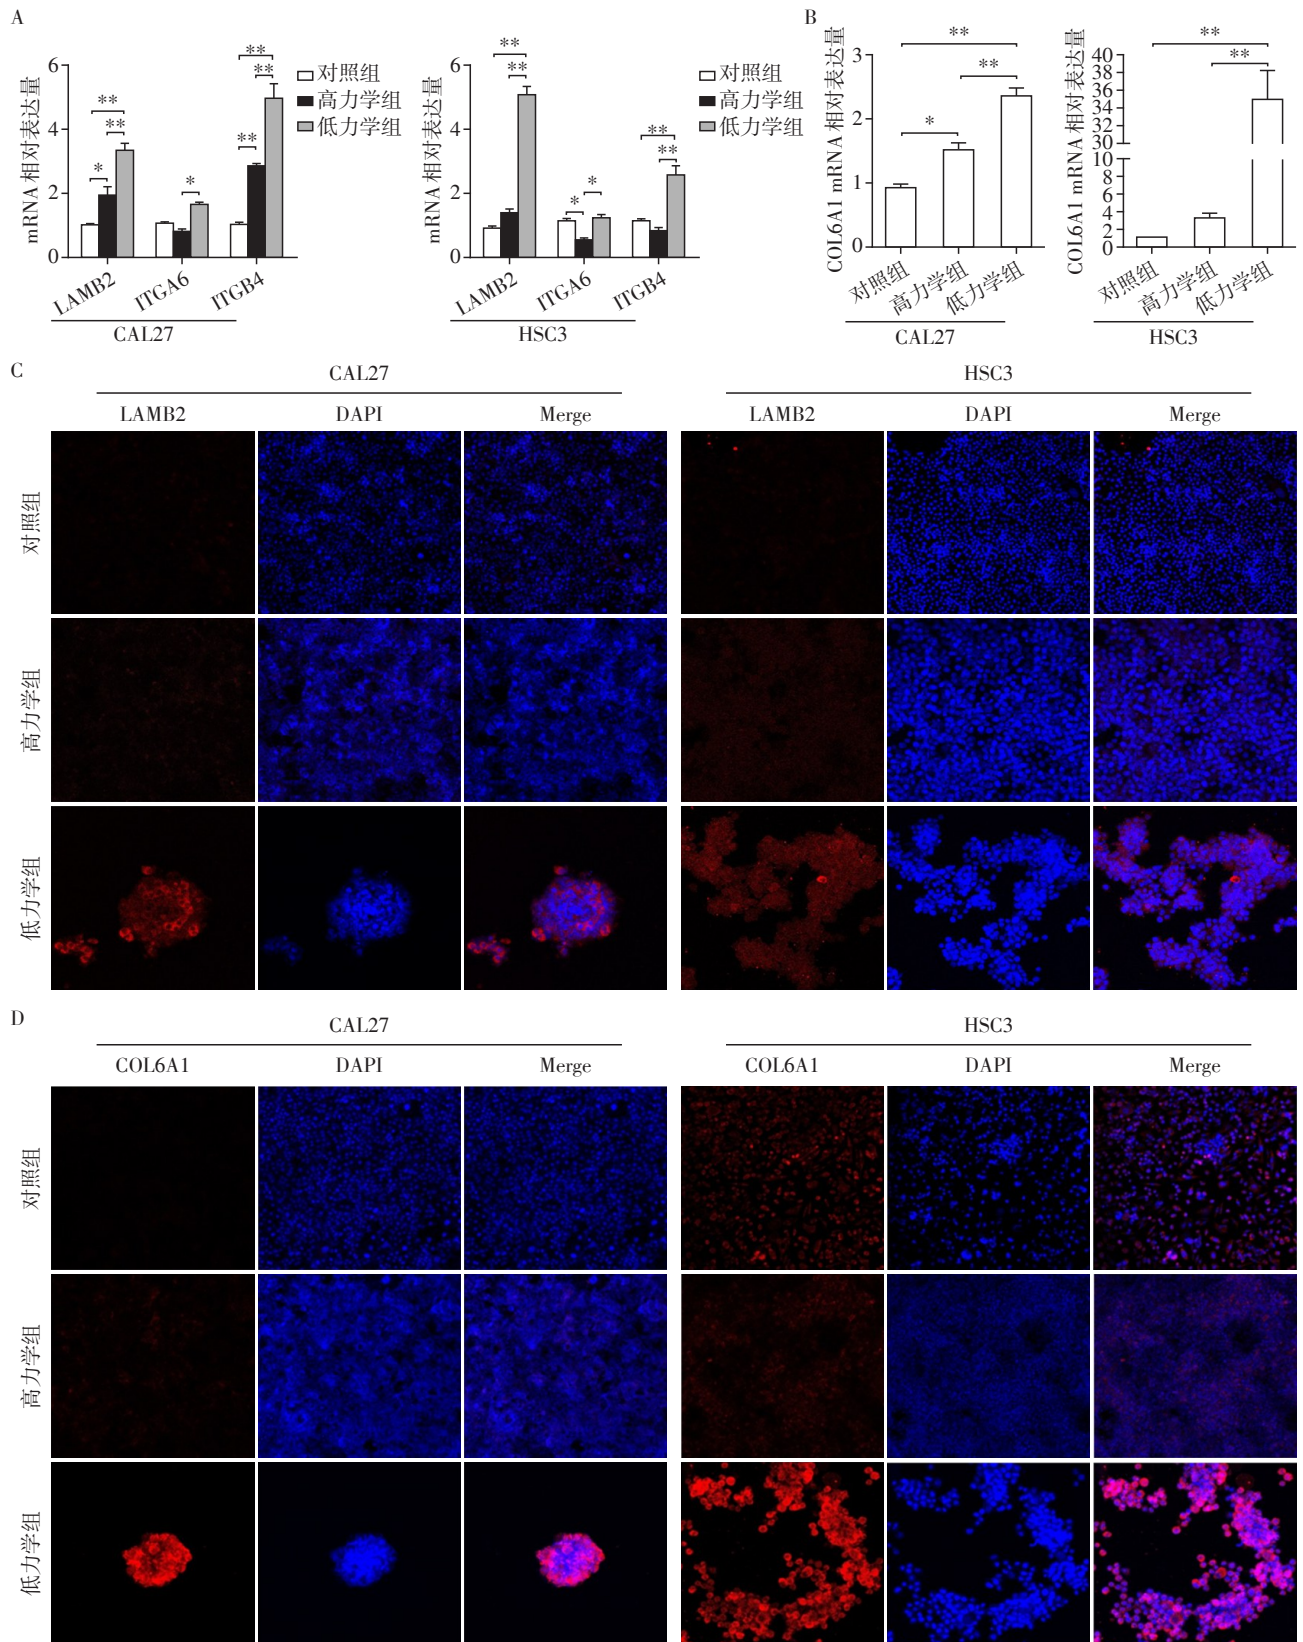 A
mRNA 相对表达量
6
4
2
0
**
**
*
*
**
**
**
对照组
高力学组
低力学组
LAMB2
ITGA6
ITGB4
CAL27
mRNA 相对表达量
6
4
2
0
**
**
*
*
**
**
对照组
高力学组
低力学组
LAMB2
ITGA6
ITGB4
HSC3
B
COL6A1 mRNA 相对表达量
3
2
1
0
**
**
*
对照组
高力学组
低力学组
CAL27
COL6A1 mRNA 相对表达量
40
38
36
34
32
30
10
8
6
4
2
0
**
**
对照组
高力学组
低力学组
HSC3
C
CAL27
HSC3
LAMB2
DAPI
Merge
LAMB2
DAPI
Merge
对照组
高力学组
低力学组
D
CAL27
HSC3
COL6A1
DAPI
Merge
COL6A1
DAPI
Merge
对照组
高力学组
低力学组